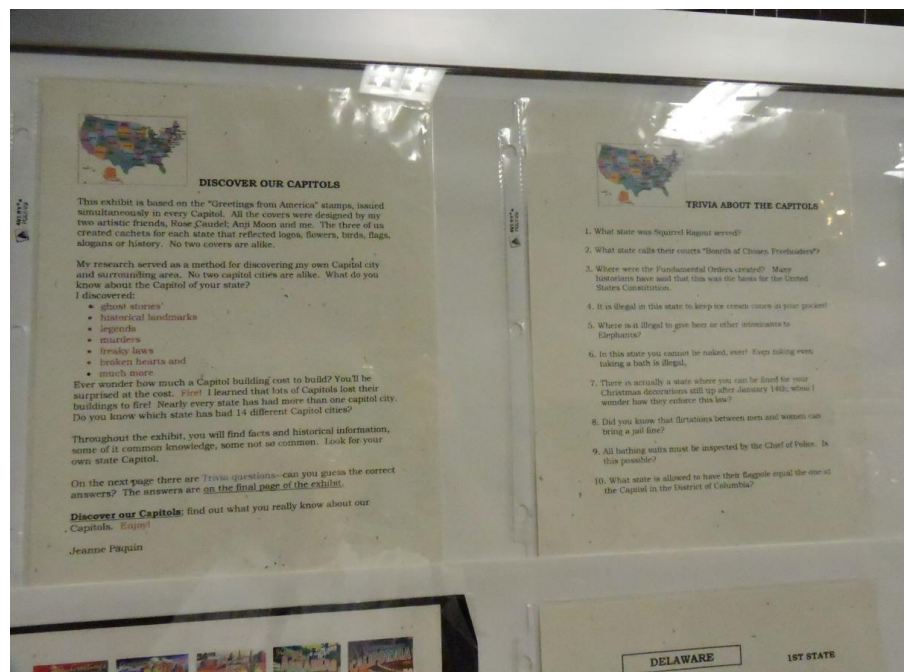 DISCOVER OUR CAPITOLS
This exhibit is based on the "Greetings from America" stamps, issued
simultaneously in every Capitol. All the covers were designed by my
two artistic friends, Rose Caudel; Anji Moon and me. The three of us
created cachets for each state that reflected logos, flowers, birds, flags,
slogans or history. No two covers are alike.
My research served as a method for discovering my own Capitol city
and surrounding area. No two capitol cities are alike. What do you
know about the Capitol of your state?
I discovered:
• ghost stories
• historical landmarks
• legends
• murders
• freaky laws
• broken hearts and
• much more
Ever wonder how much a Capitol building cost to build? You'll be
surprised at the cost. Fire! I learned that lots of Capitols lost their
buildings to fire! Nearly every state has had more than one capitol city.
Do you know which state has had 14 different Capitol cities?
Throughout the exhibit, you will find facts and historical information,
some of it common knowledge, some not so common. Look for your
own state Capitol.
On the next page there are Trivia questions--can you guess the correct
answers? The answers are on the final page of the exhibit.
Discover our Capitols; find out what you really know about our
Capitols. Enjoy!
Jeanne Paquin
TRIVIA ABOUT THE CAPITOLS
1. What state was Squirrel Ragout served?
2. What state calls their courts "Boards of Chosen Freeholders"?
3. Where were the Fundamental Orders created? Many
historians have said that this was the basis for the United
States Constitution.
4. It is illegal in this state to keep ice cream cones in your pocket!
5. Where is it illegal to give beer or other intoxicants to
Elephants?
6. In this state you cannot be naked, ever! Even taking even
taking a bath is illegal.
7. There is actually a state where you can be fined for your
Christmas decorations still up after January 14th; when I
wonder how they enforce this law?
8. Did you know that flirtations between men and women can
bring a jail fine?
9. All bathing suits must be inspected by the Chief of Police. Is
this possible?
10. What state is allowed to have their flagpole equal the one at
the Capital in the District of Columbia?
DELAWARE
1ST STATE